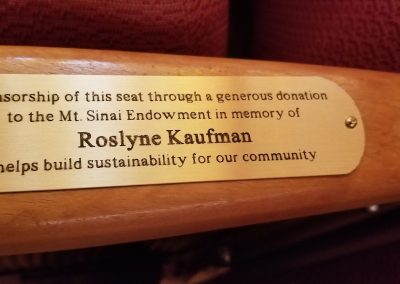 nsorship of this seat through a generous donation
to the Mt. Sinai Endowment in memory of
Roslyne Kaufman
helps build sustainability for our community